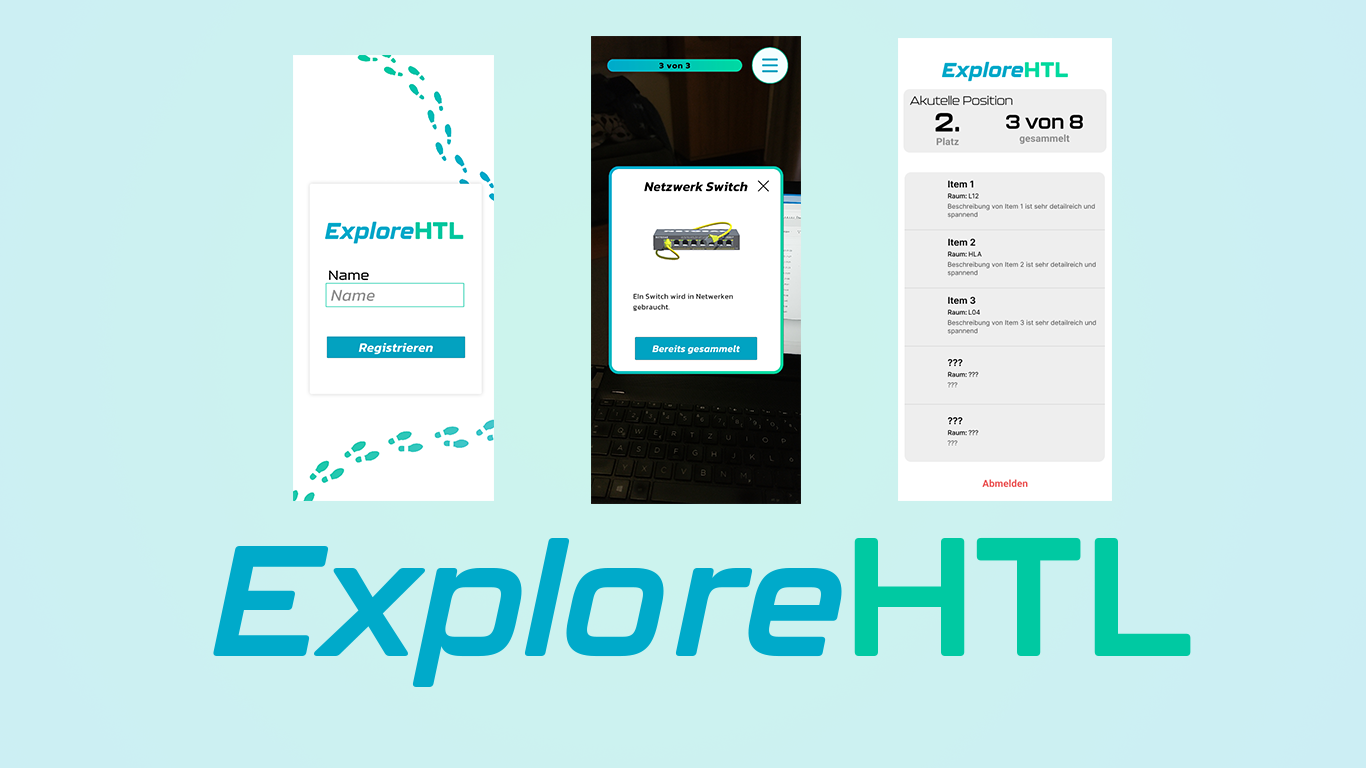 ExploreHTL
Name
Name
Registrieren
3 von 3
Netzwerk Switch
EIn Switch wird in Netwerken
gebraucht.
Bereits gesammelt
ExploreHTL
Akutelle Position
2.
Platz
3 von 8
gesammelt
Item 1
Raum: L12
Beschreibung von Item 1 ist sehr detailreich und
spannend
Item 2
Raum: HLA
Beschreibung von Item 2 ist sehr detailreich und
spannend
Item 3
Raum: L04
Beschreibung von Item 3 ist sehr detailreich und
spannend
???
Raum: ???
???
???
Raum: ???
???
Abmelden
ExploreHTL